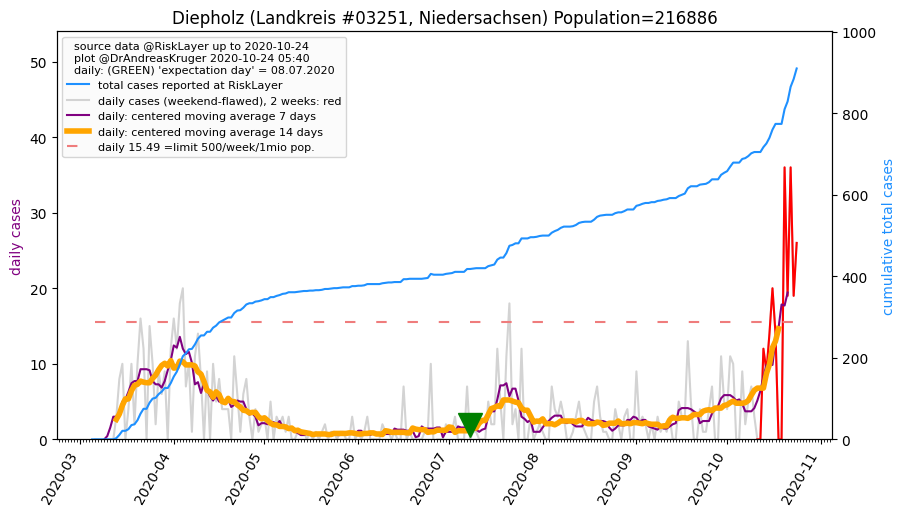 Diepholz (Landkreis #03251, Niedersachsen) Population=216886
source data @RiskLayer up to 2020-10-24
plot @DrAndreasKruger 2020-10-24 05:40
daily: (GREEN) 'expectation day' = 08.07.2020
total cases reported at RiskLayer
daily cases (weekend-flawed), 2 weeks: red
daily: centered moving average 7 days
daily: centered moving average 14 days
daily 15.49 =limit 500/week/1mio pop.
daily cases
50
40
30
20
10
0
cumulative total cases
1000
800
600
400
200
0
2020-03
2020-04
2020-05
2020-06
2020-07
2020-08
2020-09
2020-10
2020-11